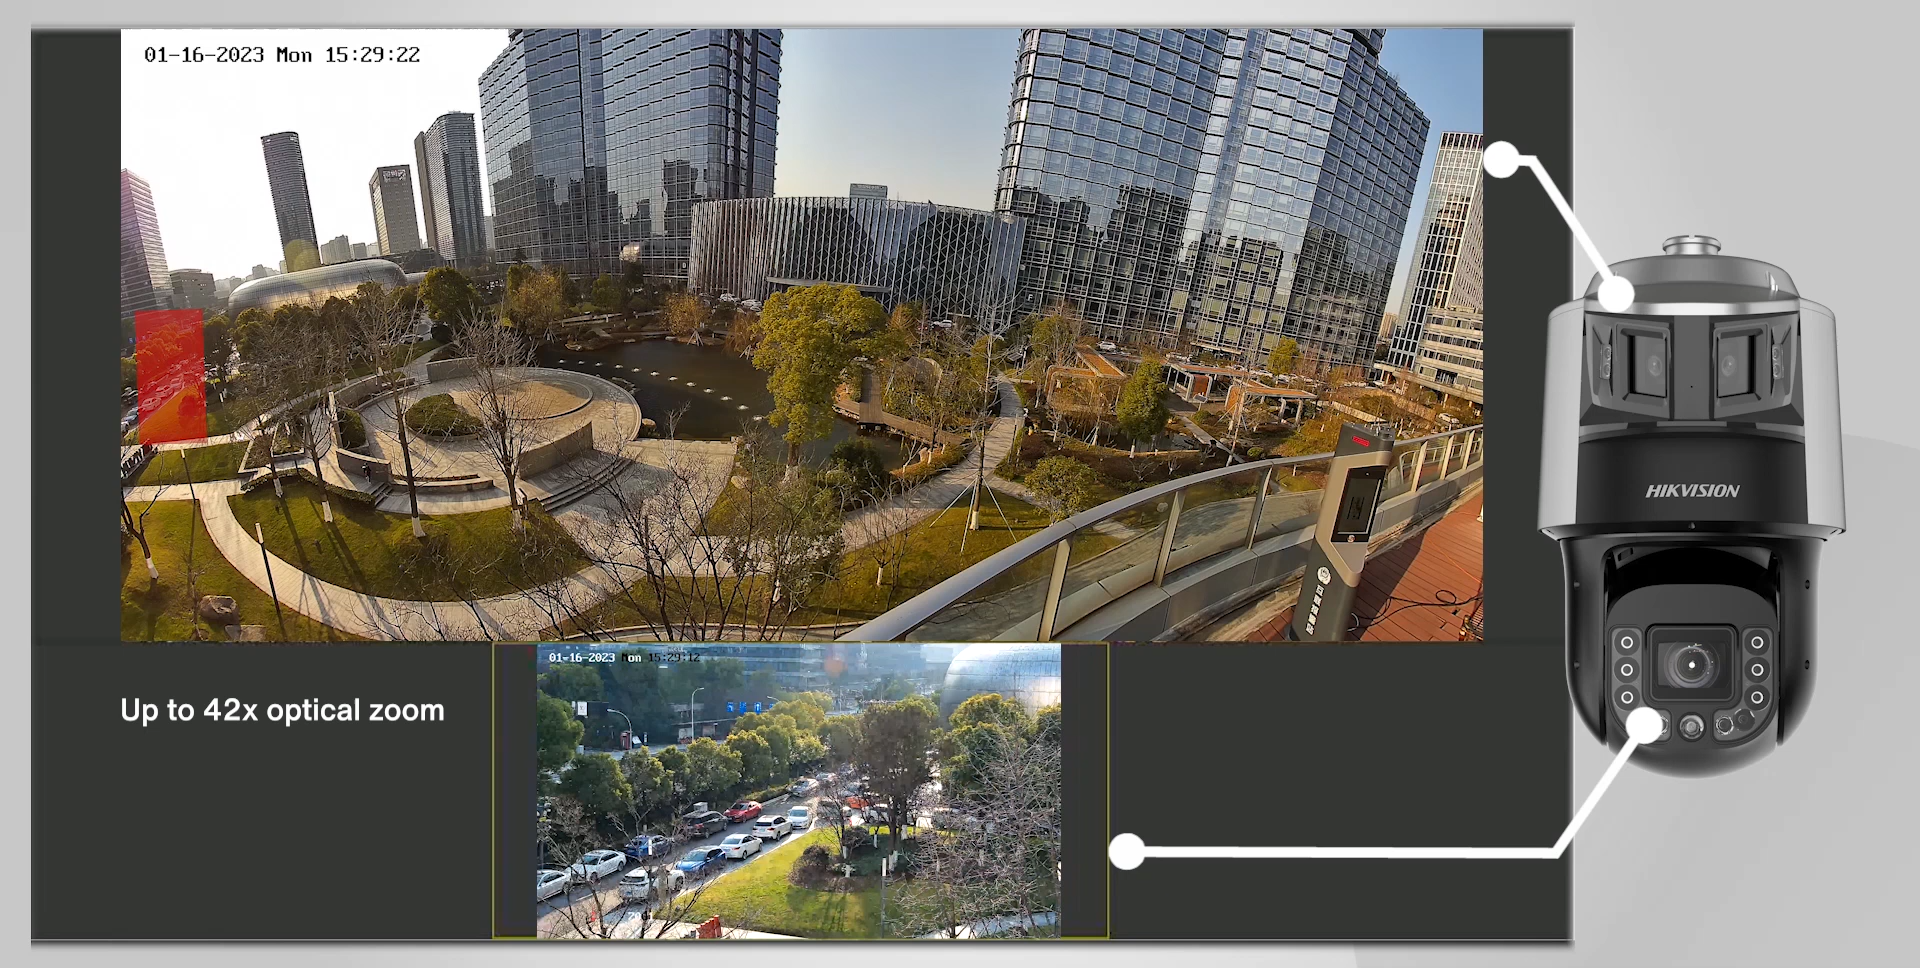 01-16-2023 Mon 15:29:22
HIKVISION
01-16-2023 Mon 15:29:12
Up to 42x optical zoom